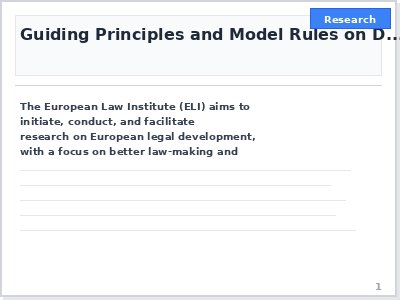 Research
Guiding Principles and Model Rules on D...
The European Law Institute (ELI) aims to
initiate, conduct, and facilitate
research on European legal development,
with a focus on better law-making and
1